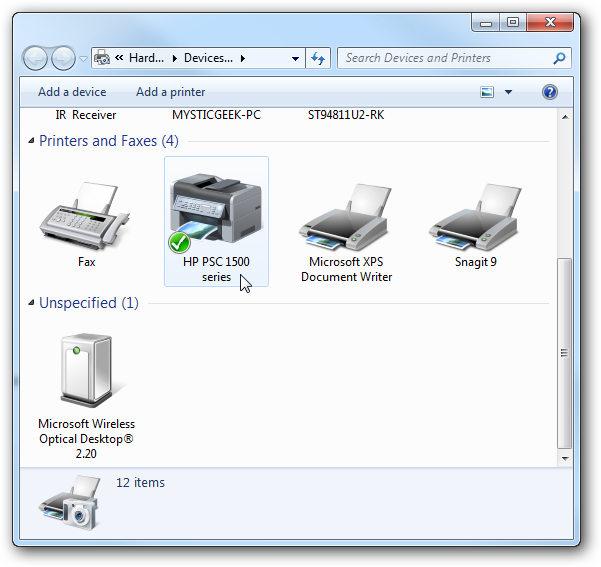 « Hard... ▸ Devices... ▸
Search Devices and Printers
Add a device Add a printer
IR Receiver MYSTICGEEK-PC ST94811U2-RK
Printers and Faxes (4)
Fax
HP PSC 1500
series
Microsoft XPS
Document Writer
Snagit 9
Unspecified (1)
Microsoft Wireless
Optical Desktop®
2.20
12 items